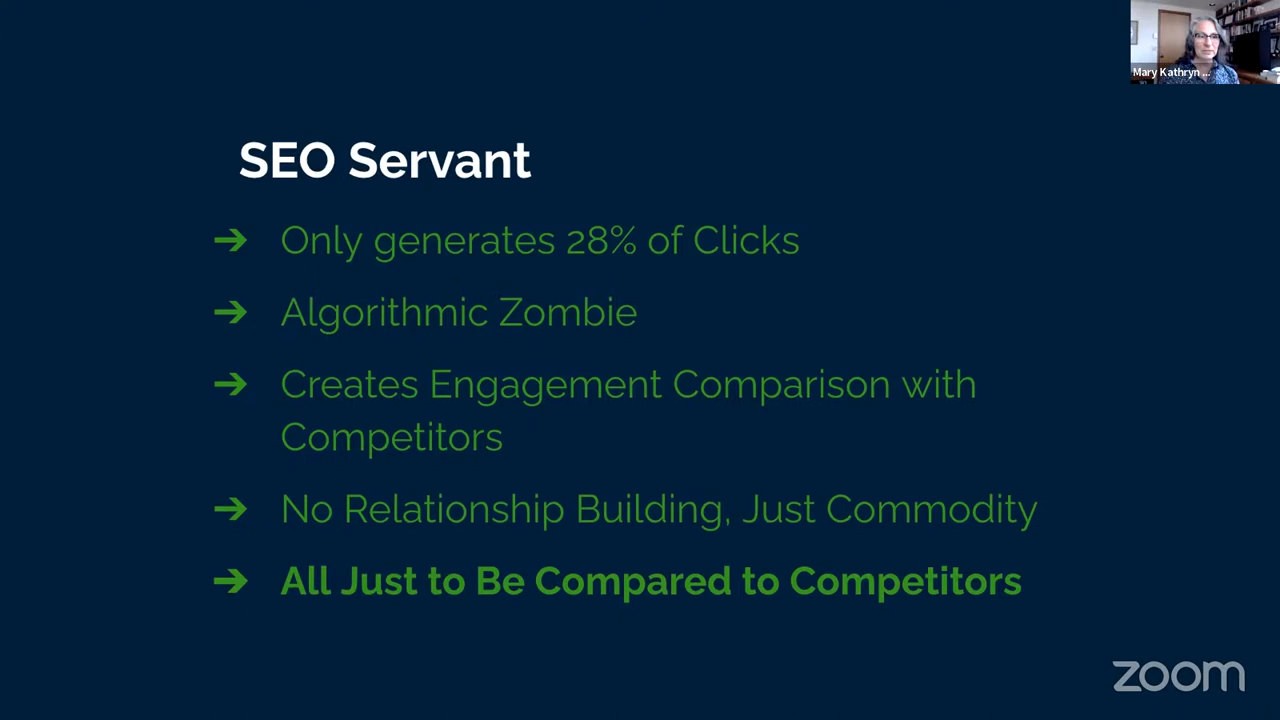 Mary Kathryn ...
SEO Servant
➔ Only generates 28% of Clicks
➔ Algorithmic Zombie
➔ Creates Engagement Comparison with
Competitors
➔ No Relationship Building, Just Commodity
➔ All Just to Be Compared to Competitors
zoom